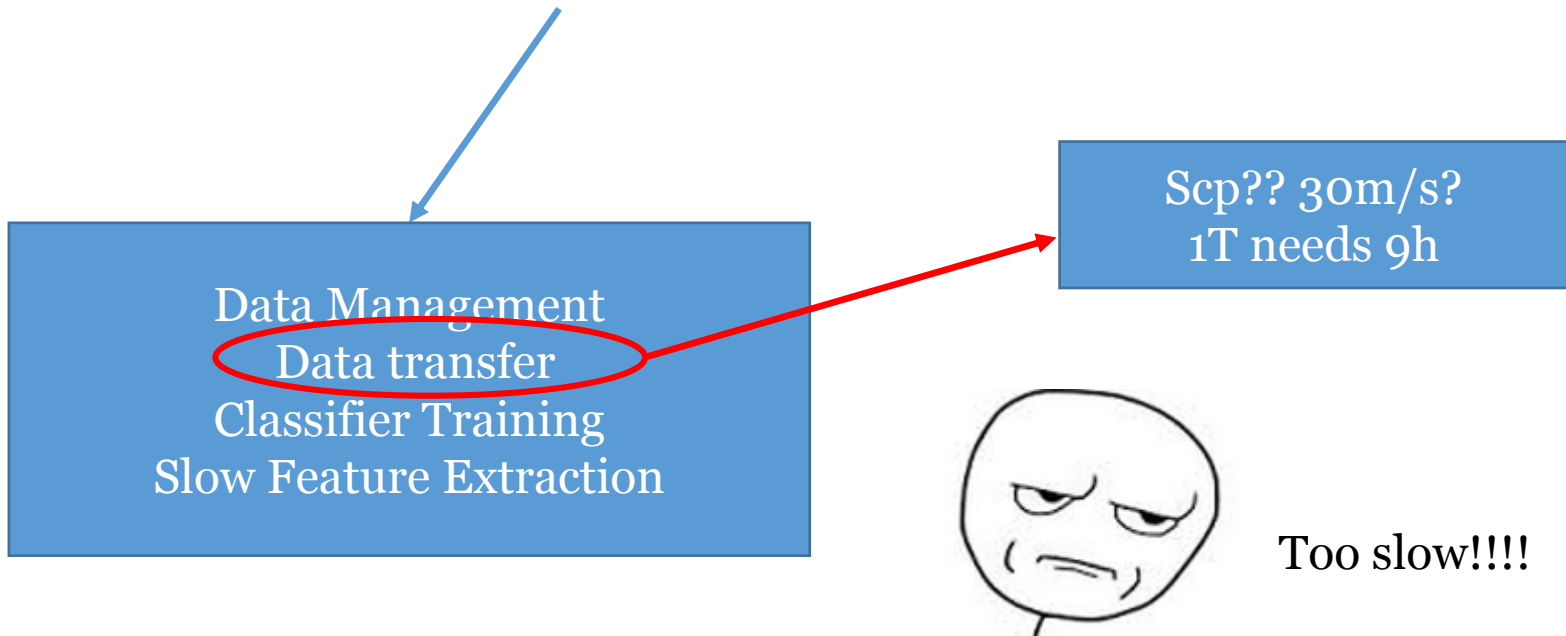 Scp?? 30m/s?
1T needs 9h
Data Management
Data transfer
Classifier Training
Slow Feature Extraction
Too slow!!!!